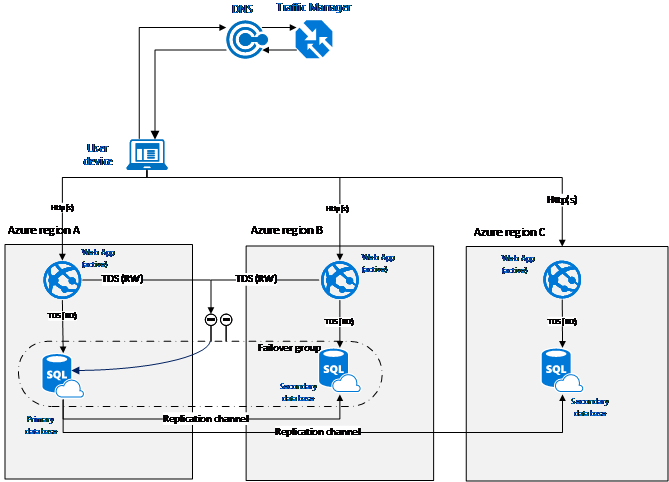 DNS
Traffic Manager
User
device
Http(s)
Http(s)
Http(s)
Azure region A
Azure region B
Azure region C
Web App
(active)
Web App
(active)
Web App
(active)
TDS (RW)
TDS (RW)
TDS (RO)
TDS (RO)
TDS (RO)
Failover group
SQL
SQL
SQL
Primary
database
Secondary
database
Secondary
database
Replication channel
Replication channel